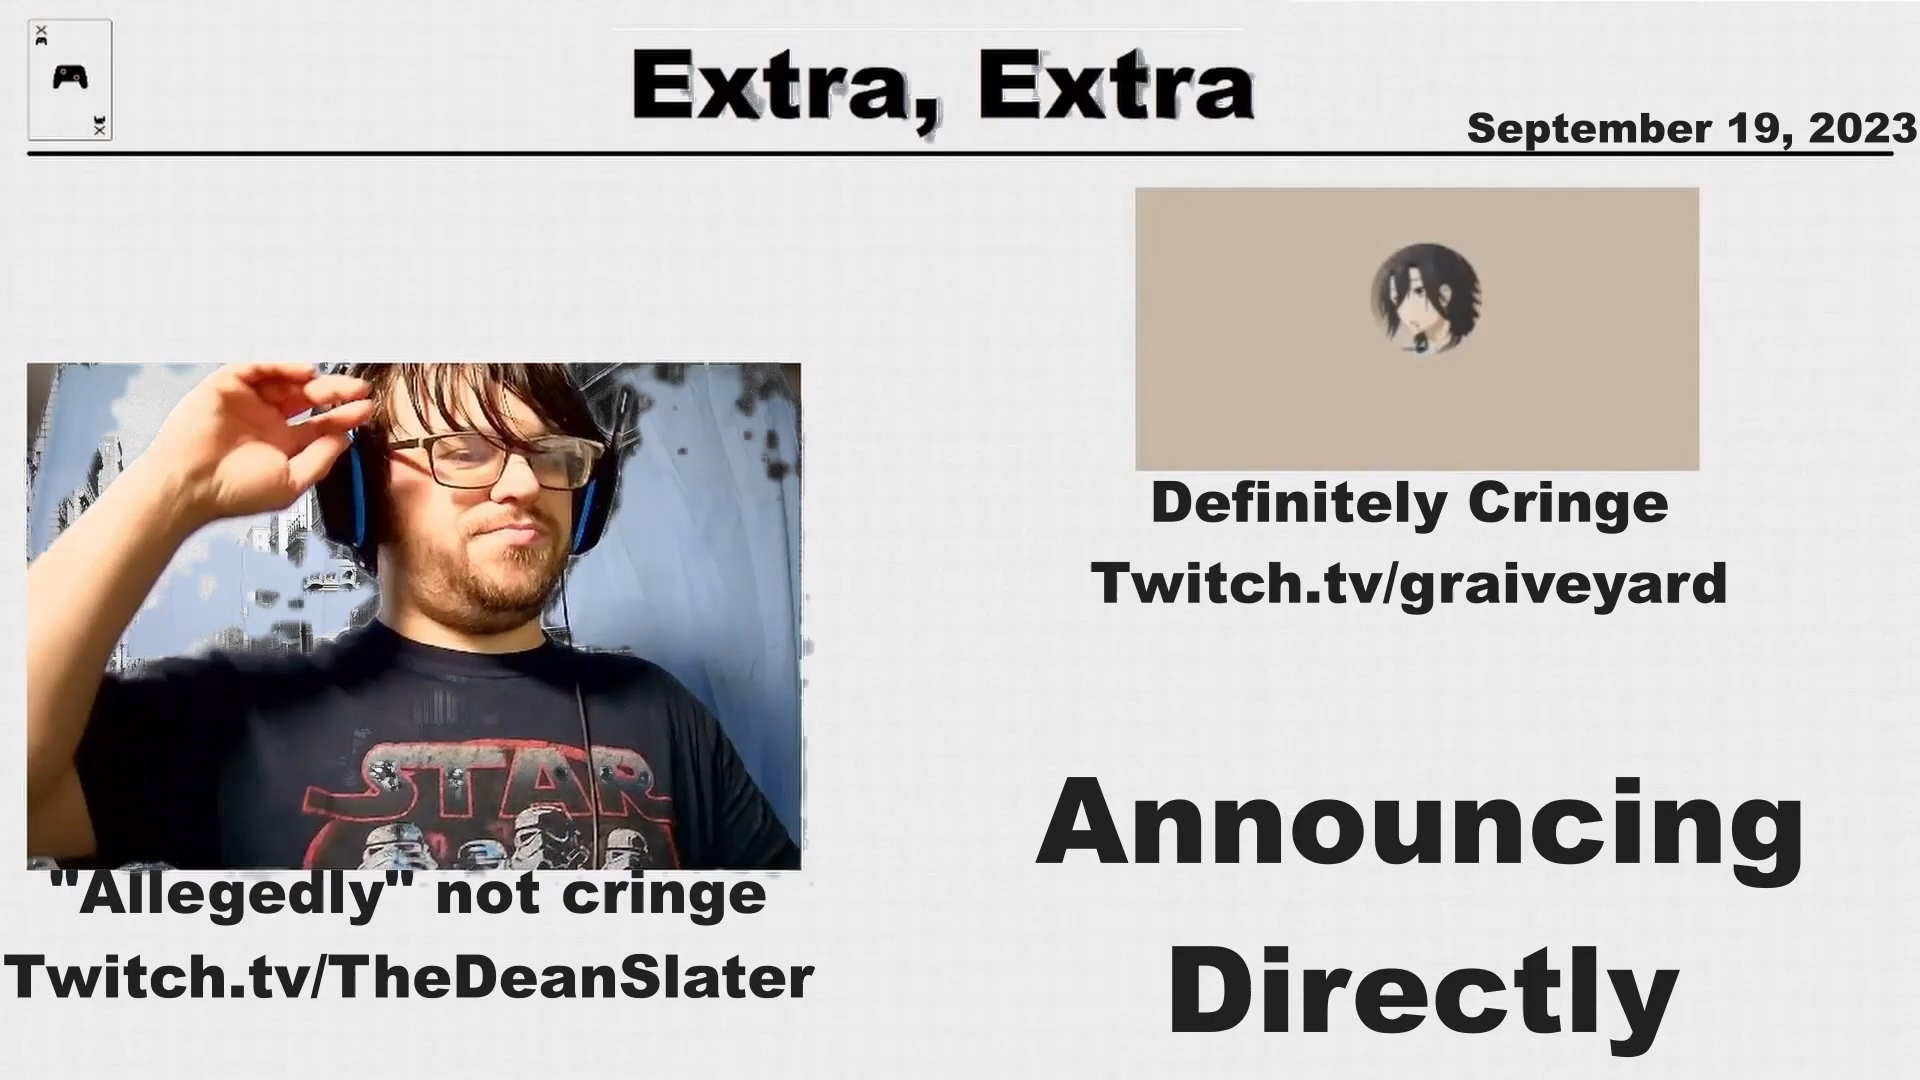 X
Extra, Extra
X
September 19, 2023
Definitely Cringe
Twitch.tv/graiveyard
STAR
"Allegedly" not cringe
Twitch.tv/TheDeanSlater
Announcing
Directly